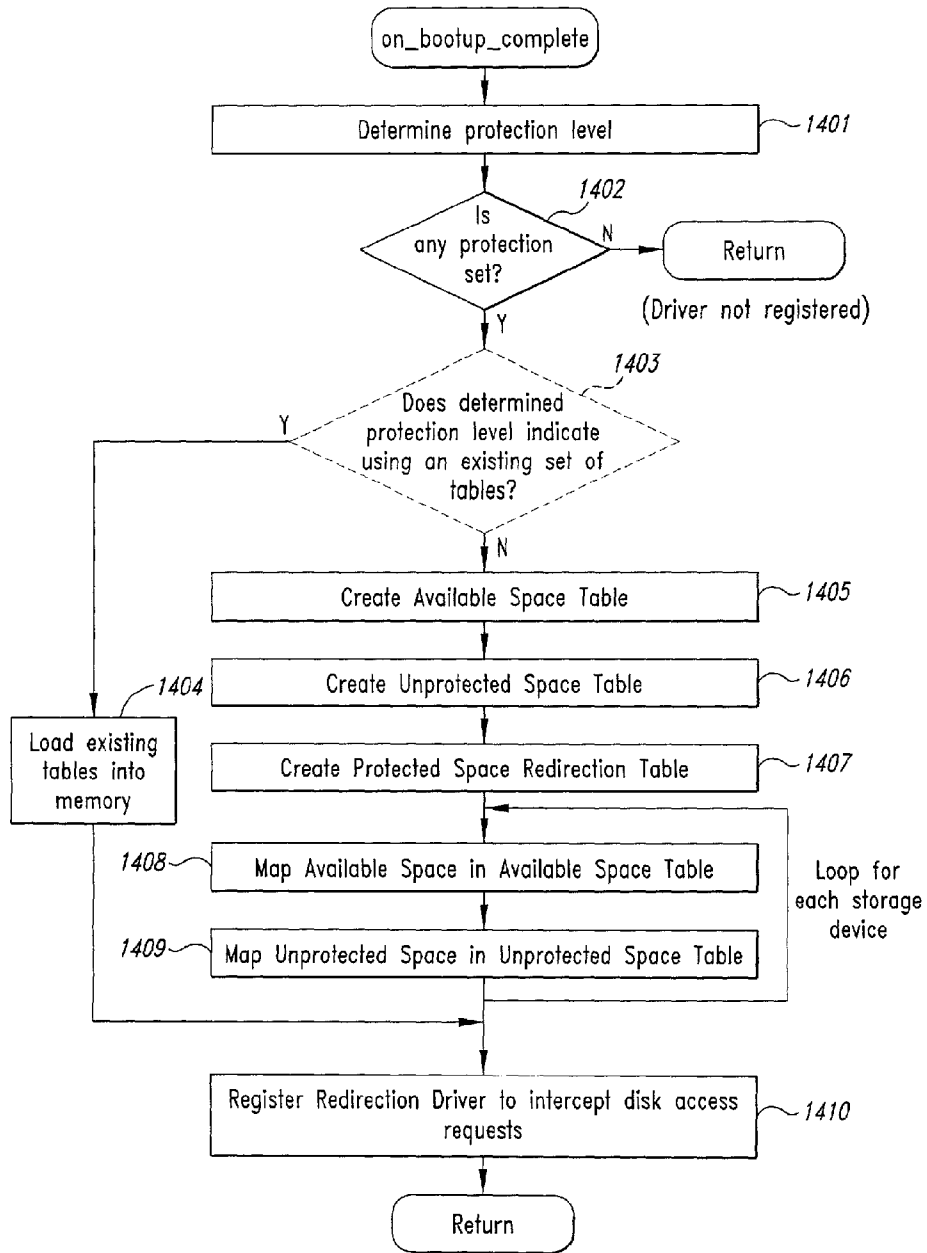 on_bootup_complete
Determine protection level
1401
1402
Is
any protection
set?
N
Return
(Driver not registered)
Y
1403
Does determined
protection level indicate
using an existing set of
tables?
Y
N
Create Available Space Table
1405
Create Unprotected Space Table
1406
1404
Load existing
tables into
memory
Create Protected Space Redirection Table
1407
1408
Map Available Space in Available Space Table
Loop for
each storage
device
1409
Map Unprotected Space in Unprotected Space Table
Register Redirection Driver to intercept disk access
requests
1410
Return